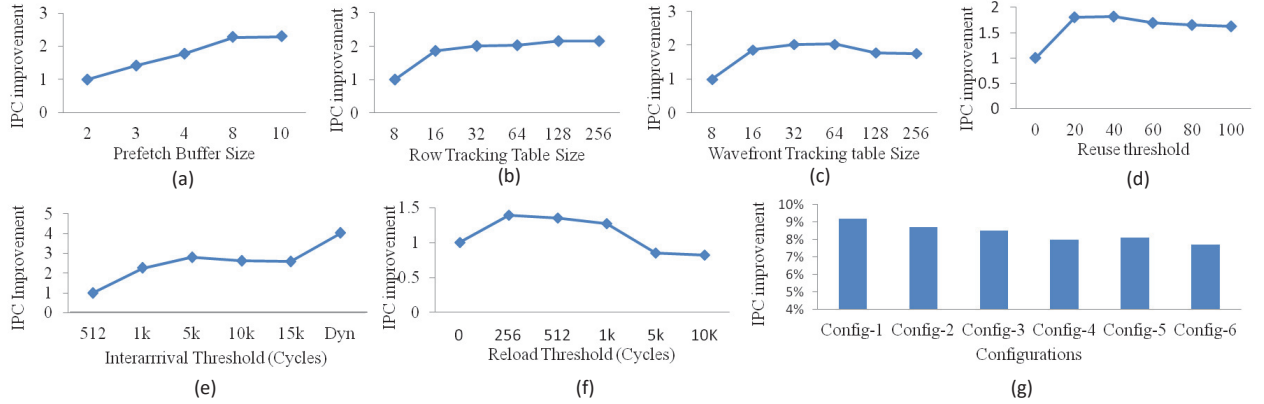 IPC improvement
3
2
1
0
2 3 4 8 10
Prefetch Buffer Size
(a)
IPC improvement
3
2
1
0
8 16 32 64 128 256
Row Tracking Table Size
(b)
IPC improvement
3
2
1
0
8 16 32 64 128 256
Wavefront Tracking table Size
(c)
IPC improvement
2
1.5
1
0.5
0
0 20 40 60 80 100
Reuse threshold
(d)
IPC Improvement
5
4
3
2
1
0
512 1k 5k 10k 15k Dyn
Interarrrival Threshold (Cycles)
(e)
IPC improvement
1.5
1
0.5
0
0 256 512 1k 5k 10K
Reload Threshold (Cycles)
(f)
IPC improvement
10%
9%
8%
7%
6%
5%
4%
Config-1 Config-2 Config-3 Config-4 Config-5 Config-6
Configurations
(g)